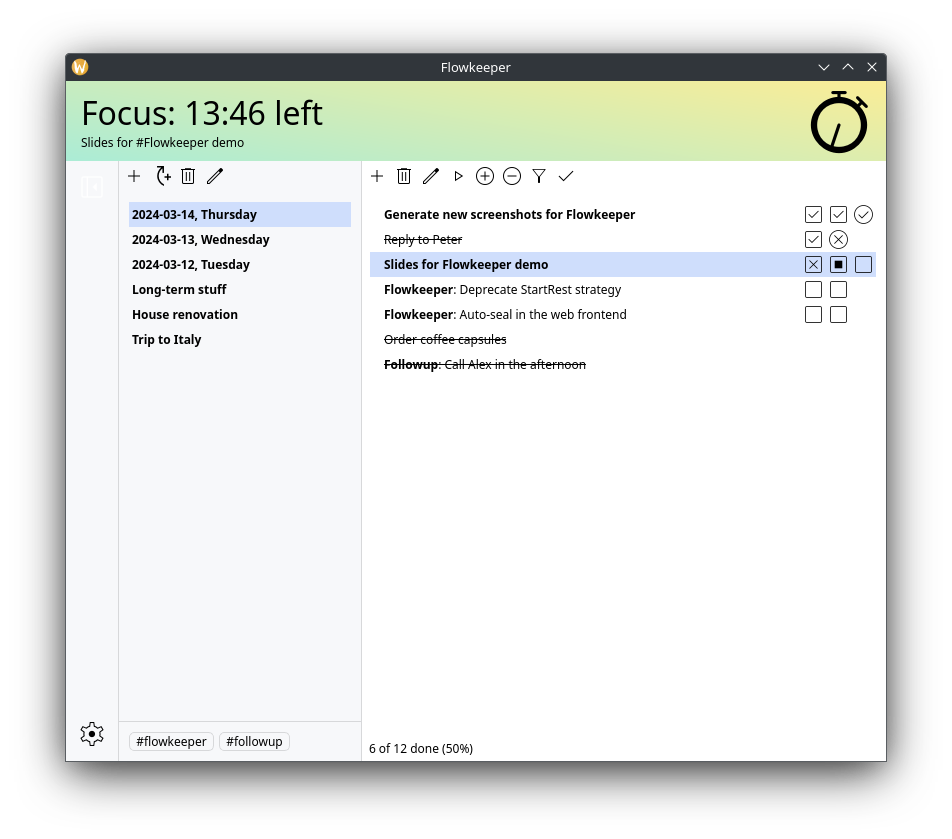 Flowkeeper
Focus: 13:46 left
Slides for #Flowkeeper demo
2024-03-14, Thursday
2024-03-13, Wednesday
2024-03-12, Tuesday
Long-term stuff
House renovation
Trip to Italy
#flowkeeper #followup
Generate new screenshots for Flowkeeper
Reply to Peter
Slides for Flowkeeper demo
Flowkeeper: Deprecate StartRest strategy
Flowkeeper: Auto-seal in the web frontend
Order coffee capsules
Followup: Call Alex in the afternoon
6 of 12 done (50%)